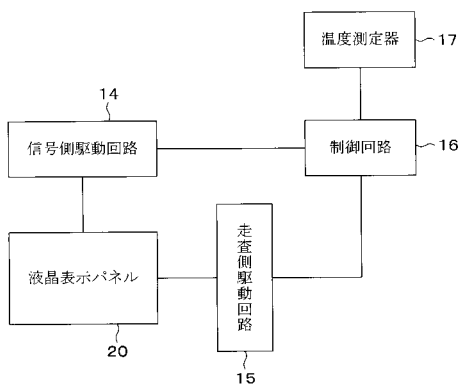 温度測定器
17
14
信号側駆動回路
制御回路
16
走査側駆動回路
液晶表示パネル
20
15